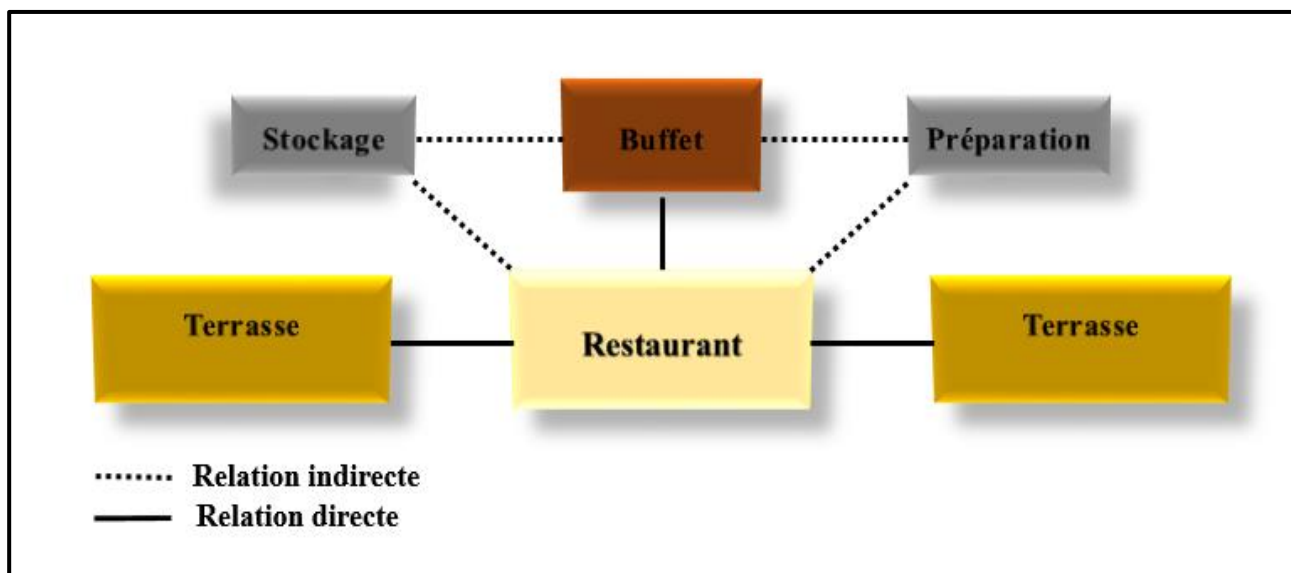 Stockage
Buffet
Préparation
Terrasse
Restaurant
Terrasse
Relation indirecte
Relation directe